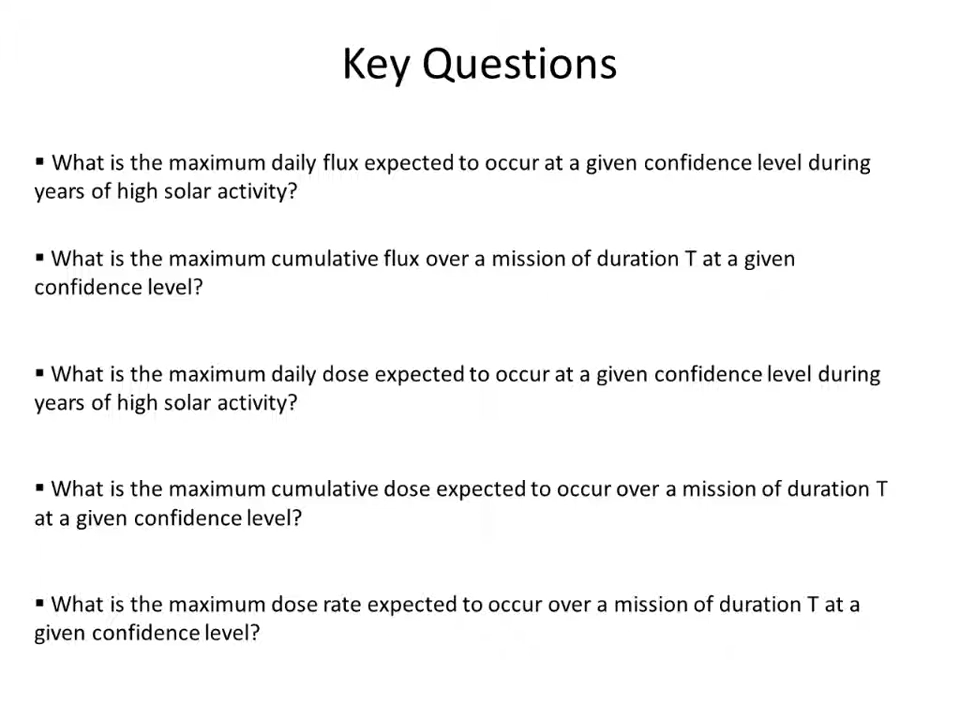 Key Questions
▪ What is the maximum daily flux expected to occur at a given confidence level during
years of high solar activity?
▪ What is the maximum cumulative flux over a mission of duration T at a given
confidence level?
▪ What is the maximum daily dose expected to occur at a given confidence level during
years of high solar activity?
▪ What is the maximum cumulative dose expected to occur over a mission of duration T
at a given confidence level?
▪ What is the maximum dose rate expected to occur over a mission of duration T at a
given confidence level?